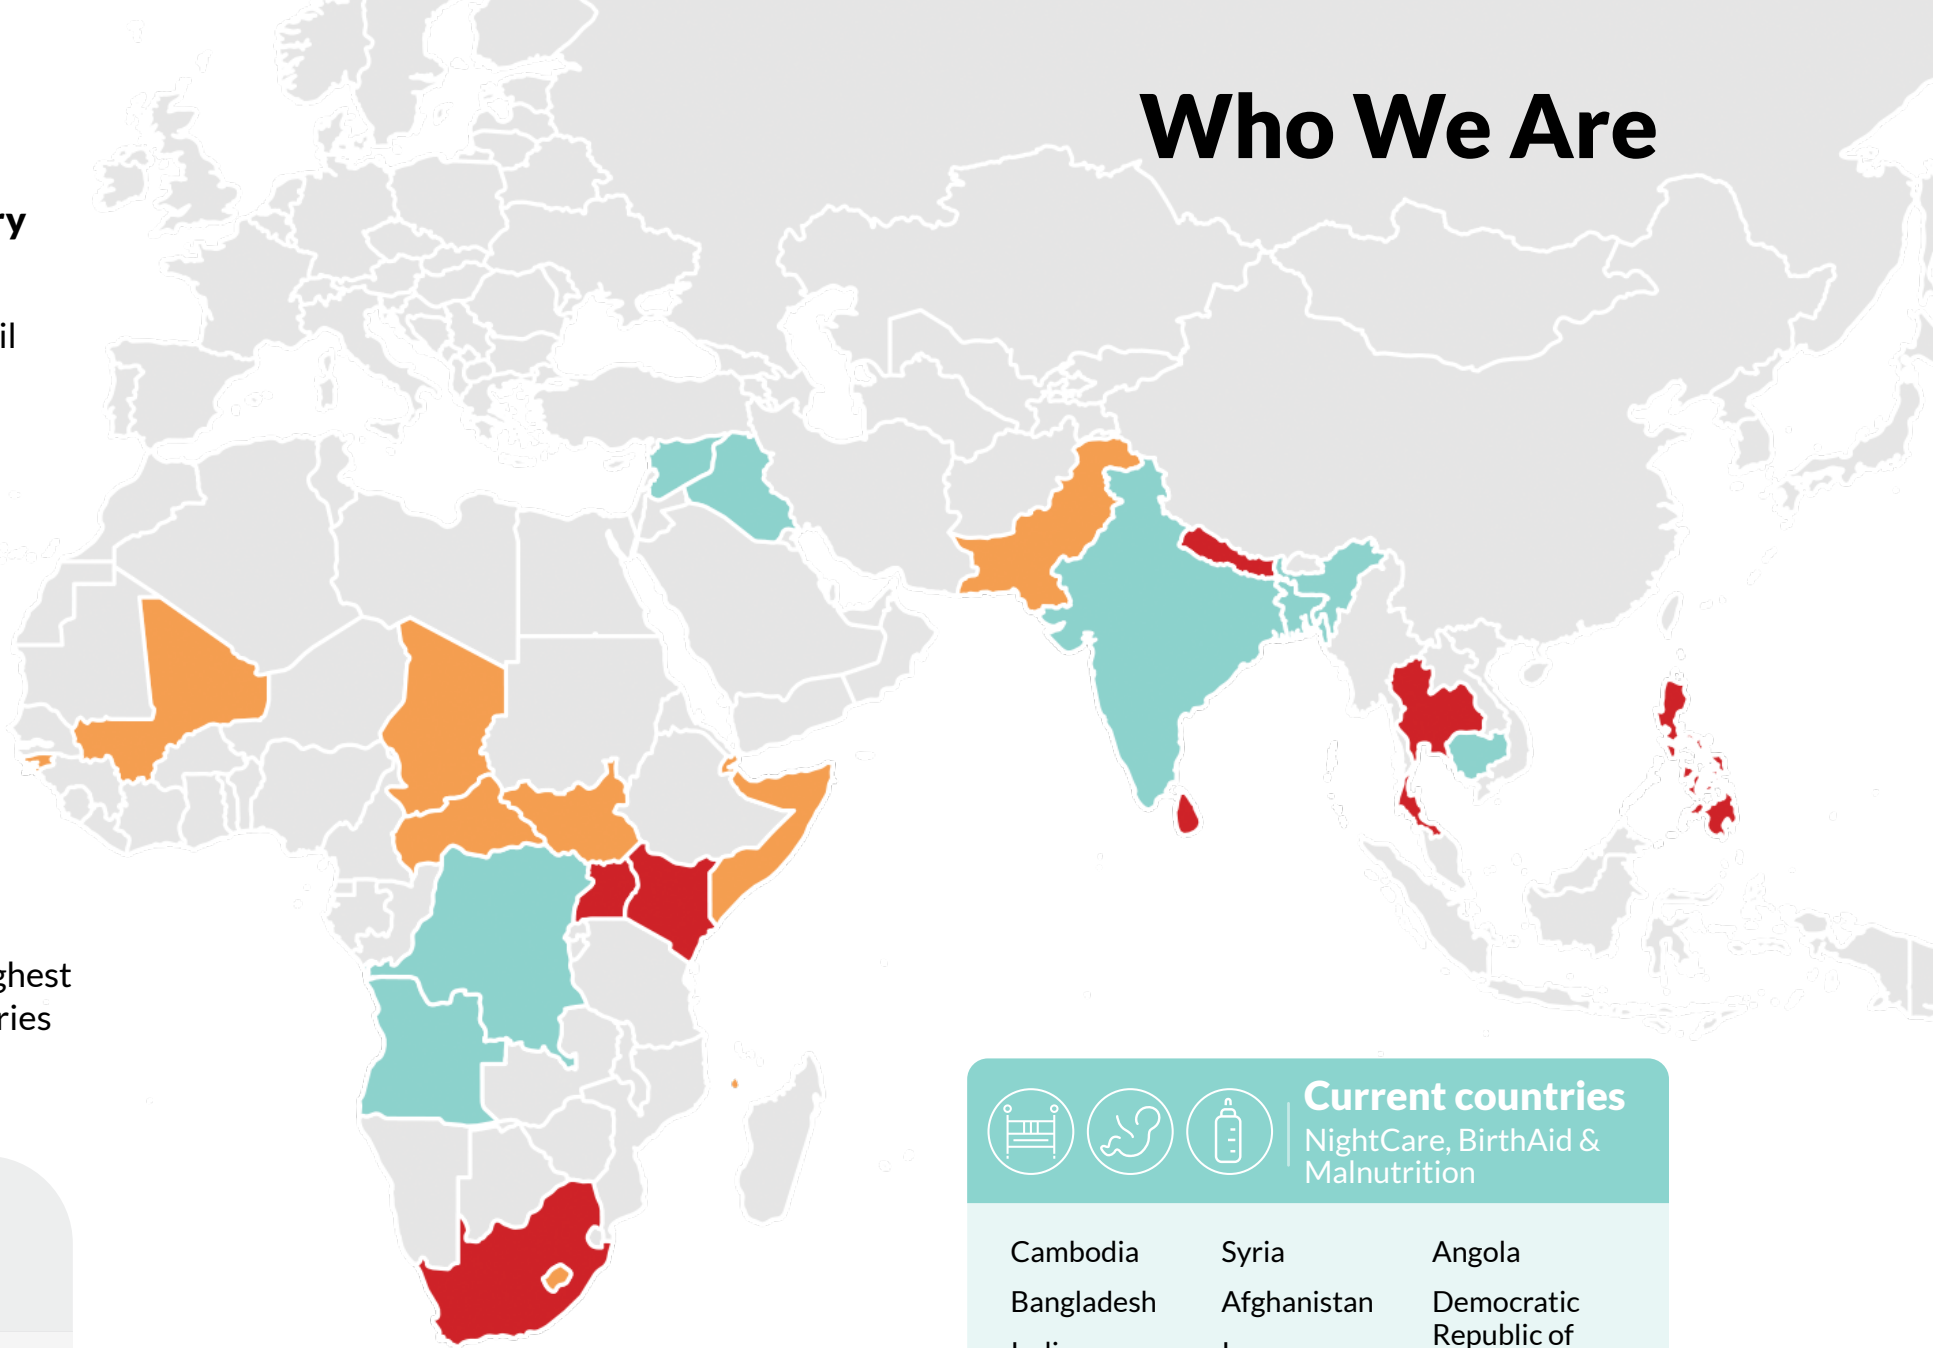 Who We Are
ry
il
ghest
ries
Current countries
NightCare, BirthAid &
Malnutrition
Cambodia
Syria
Angola
Bangladesh
Afghanistan
Democratic
Republic of